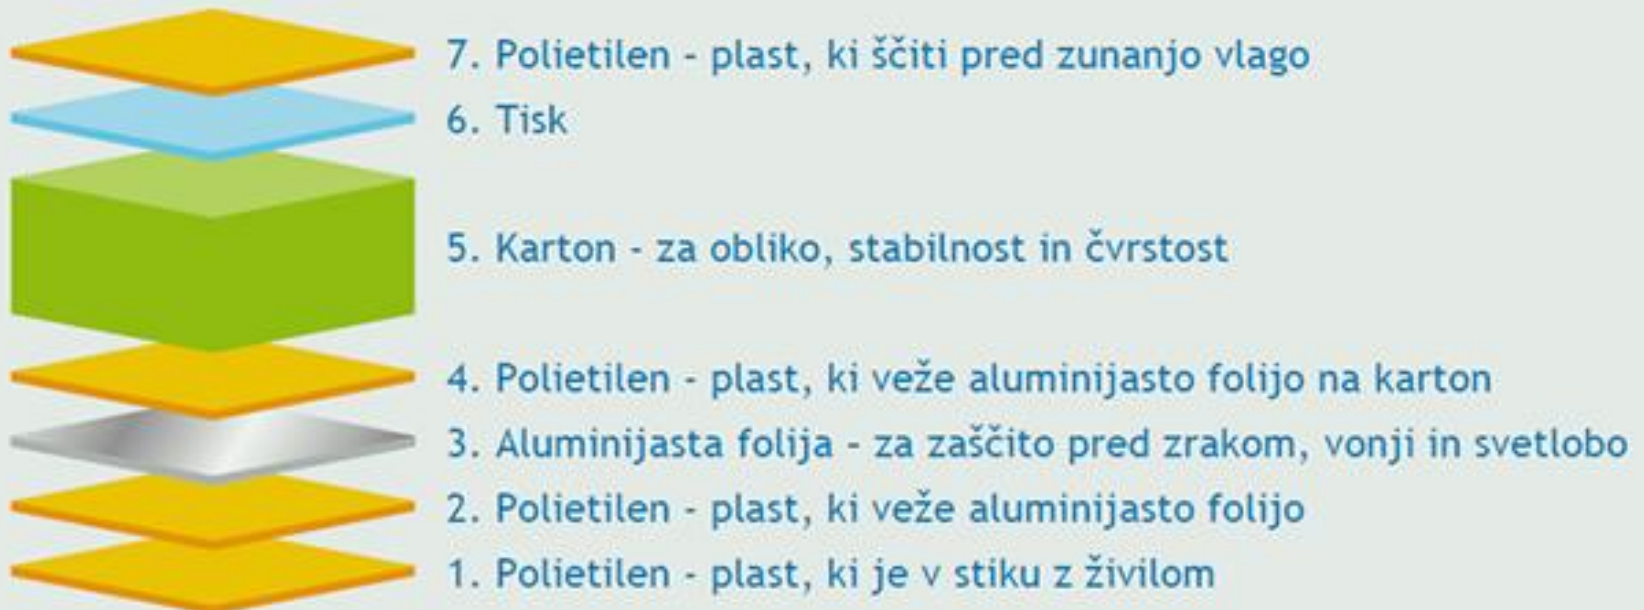 7. Polietilen - plast, ki ščiti pred zunanjo vlago
6. Tisk
5. Karton - za obliko, stabilnost in čvrstost
4. Polietilen - plast, ki veže aluminijasto folijo na karton
3. Aluminijasta folija - za zaščito pred zrakom, vonji in svetlobo
2. Polietilen - plast, ki veže aluminijasto folijo
1. Polietilen - plast, ki je v stiku z živilom